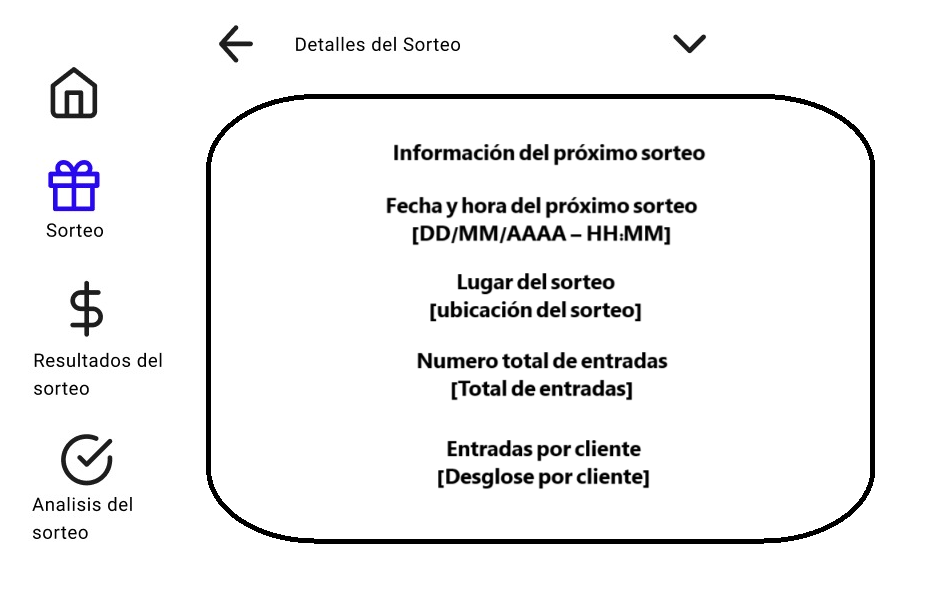 Detalles del Sorteo
Sorteo
Resultados del
sorteo
Analisis del
sorteo
Información del próximo sorteo
Fecha y hora del próximo sorteo
[DD/MM/AAAA – HH:MM]
Lugar del sorteo
[ubicación del sorteo]
Numero total de entradas
[Total de entradas]
Entradas por cliente
[Desglose por cliente]